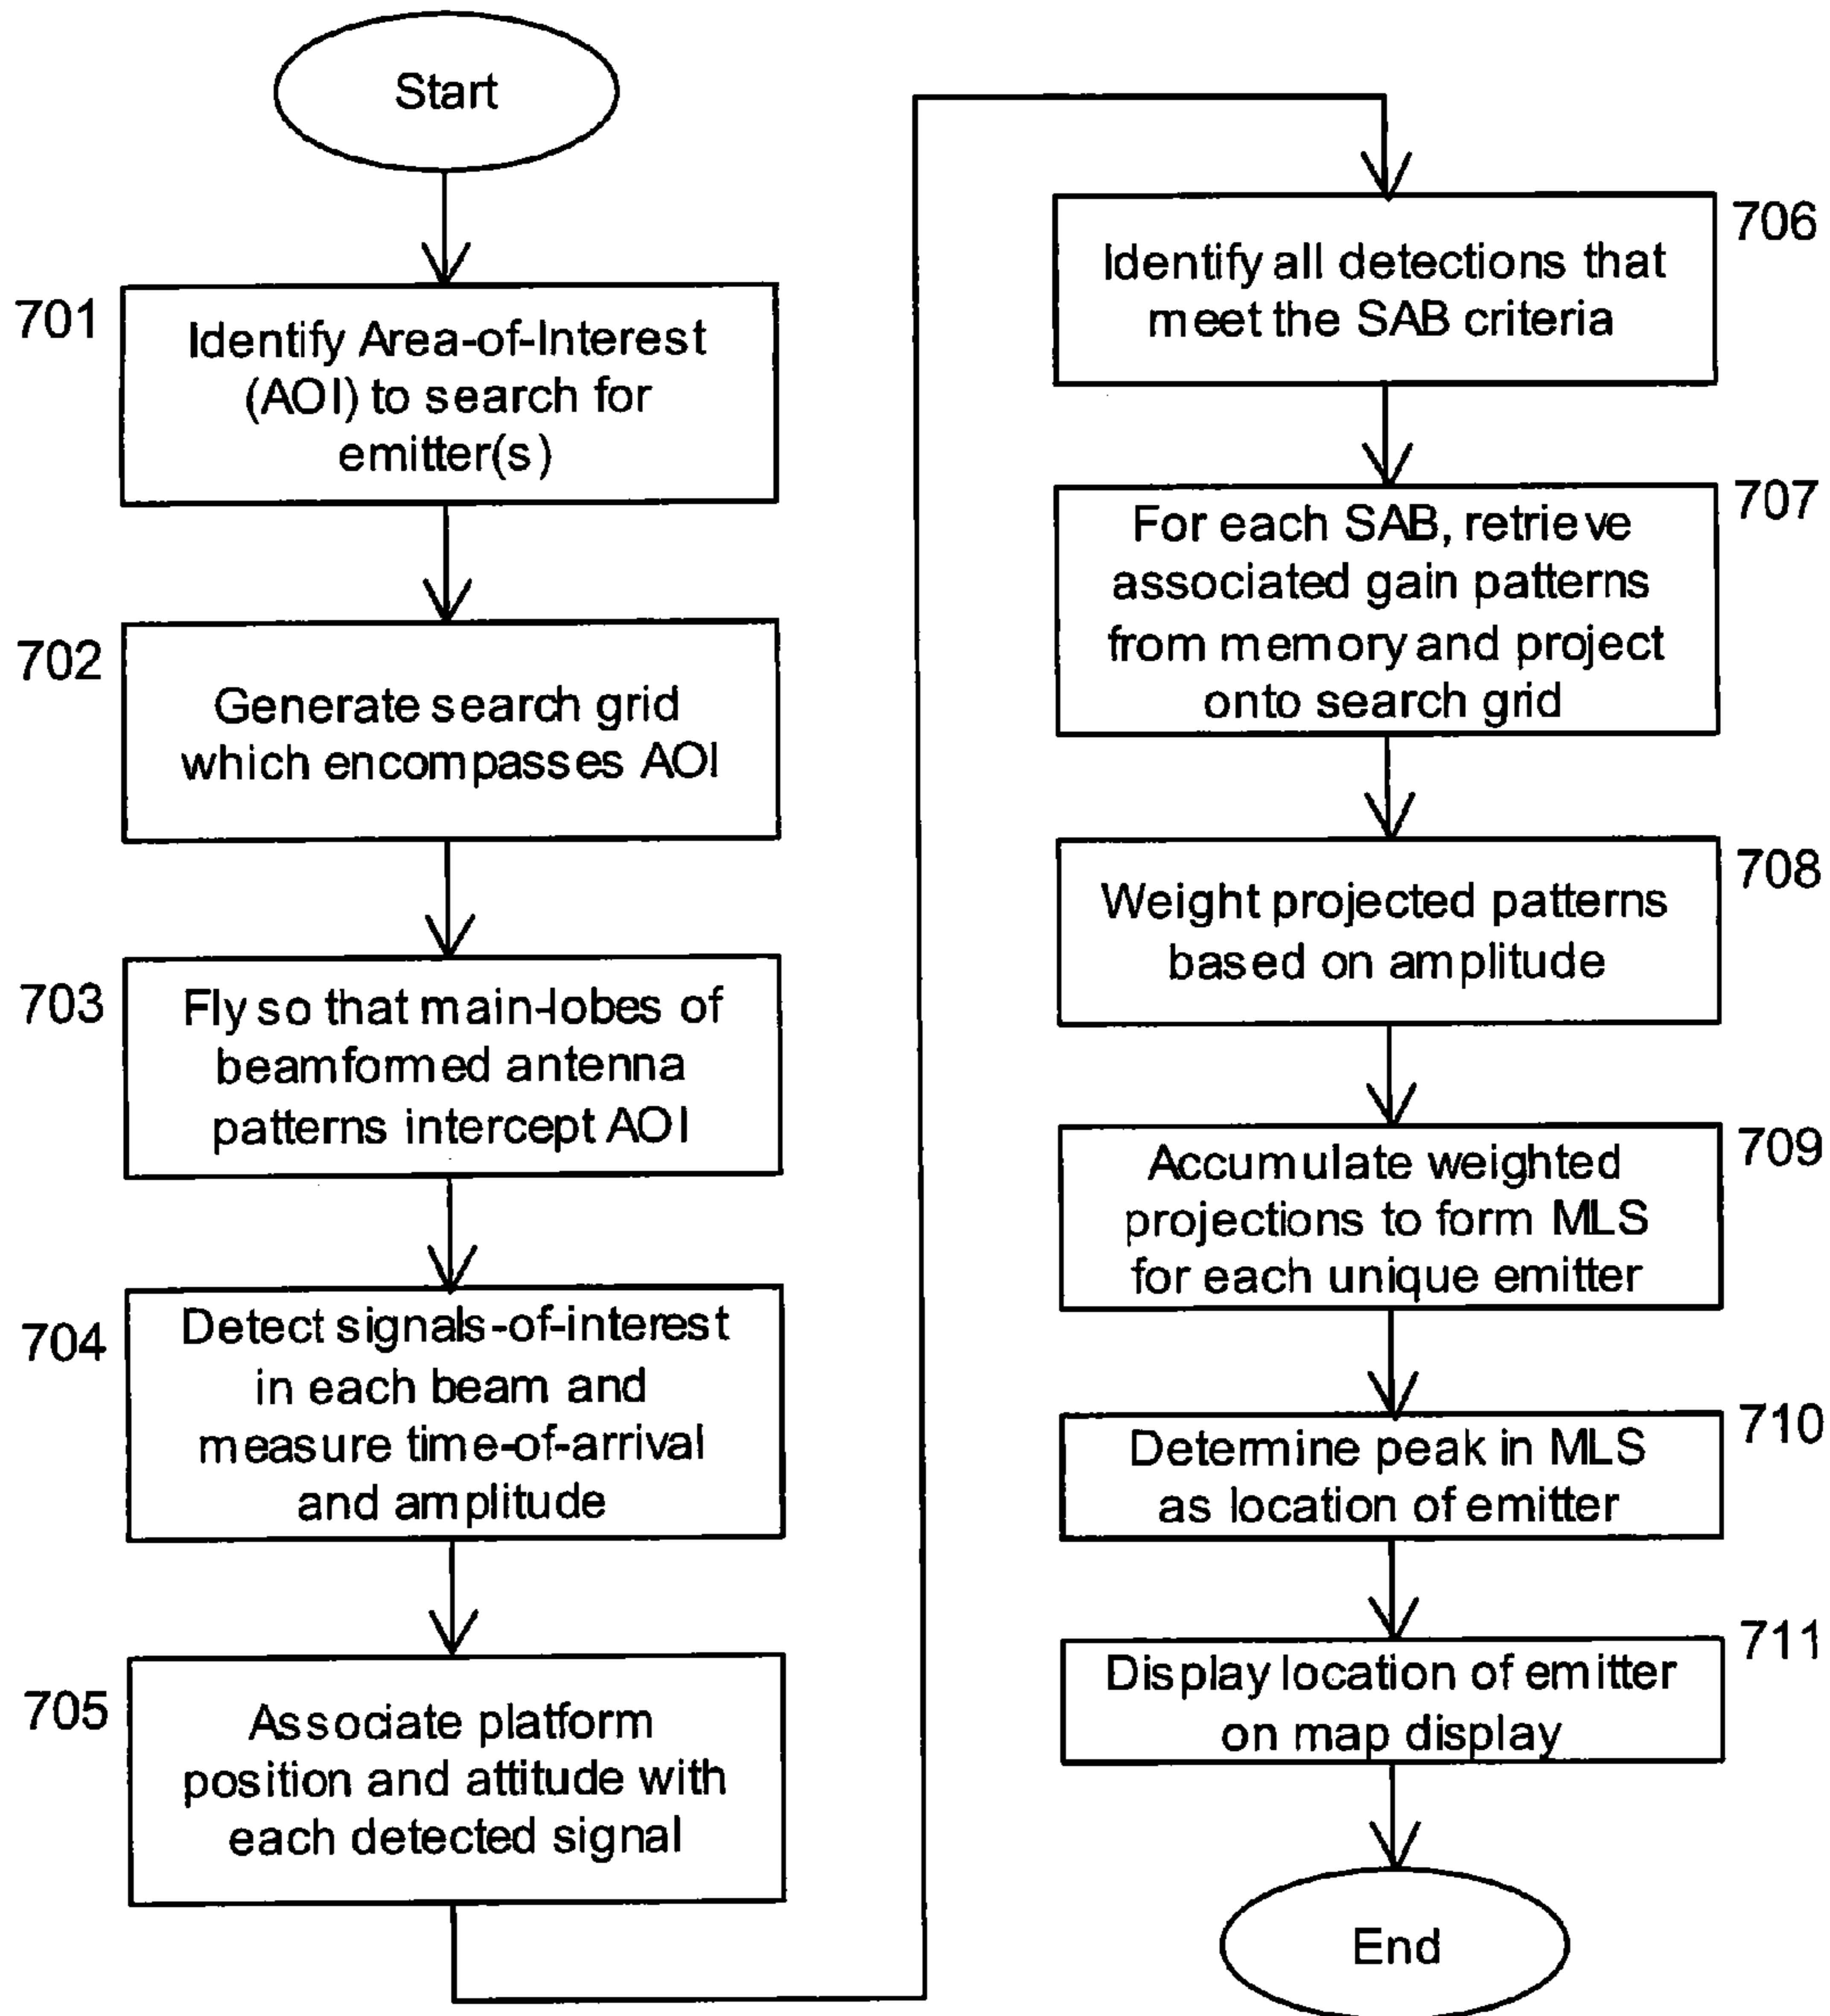 Start
701
Identify Area-of-Interest
(AOI) to search for
emitter(s)
702
Generate search grid
which encompasses AOI
703
Fly so that main-lobes of
beamformed antenna
patterns intercept AOI
704
Detect signals-of-interest
in each beam and
measure time-of-arrival
and amplitude
705
Associate platform
position and attitude with
each detected signal
706
Identify all detections that
meet the SAB criteria
707
For each SAB, retrieve
associated gain patterns
from memory and project
onto search grid
708
Weight projected patterns
based on amplitude
709
Accumulate weighted
projections to form MLS
for each unique emitter
710
Determine peak in MLS
as location of emitter
711
Display location of emitter
on map display
End